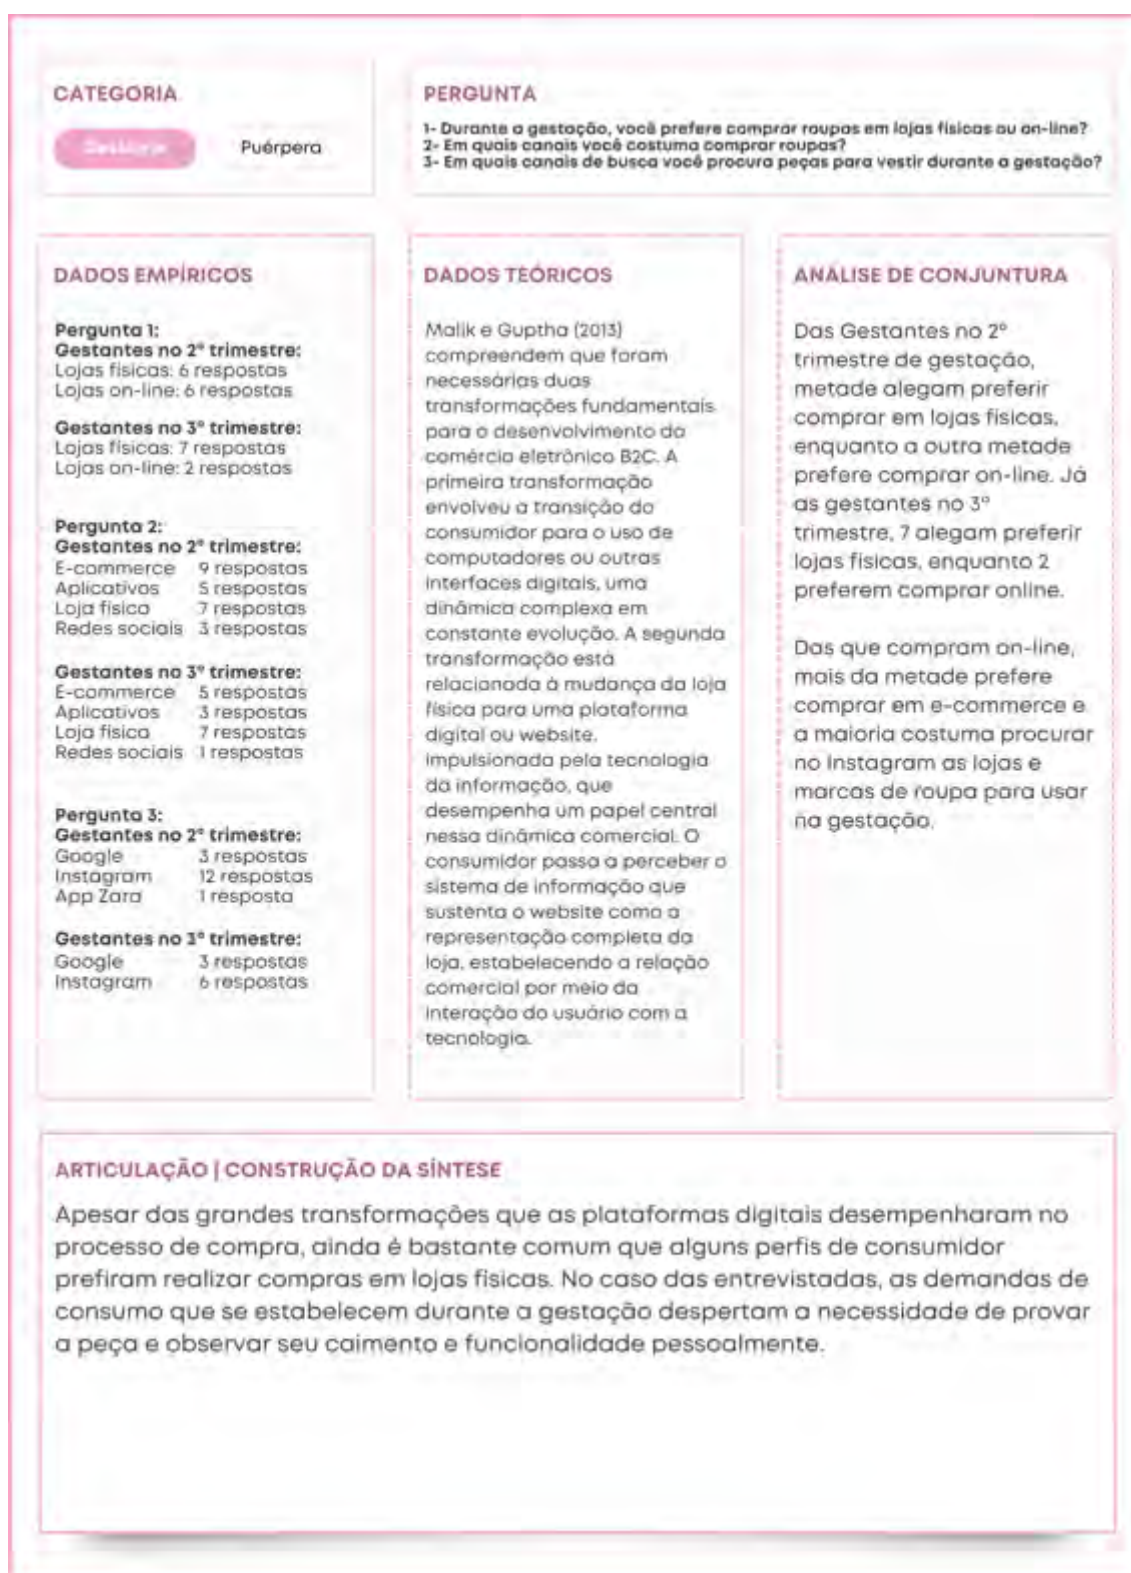 CATEGORIA
Gestante
Puérpera
PERGUNTA
1- Durante a gestação, você prefere comprar roupas em lojas físicas ou on-line?
2- Em quais canais você costuma comprar roupas?
3- Em quais canais de busca você procura peças para vestir durante a gestação?
DADOS EMPÍRICOS
Pergunta 1:
Gestantes no 2º trimestre:
Lojas físicas: 6 respostas
Lojas on-line: 6 respostas
Gestantes no 3º trimestre:
Lojas físicas: 7 respostas
Lojas on-line: 2 respostas
Pergunta 2:
Gestantes no 2º trimestre:
E-commerce 9 respostas
Aplicativos 5 respostas
Loja física 7 respostas
Redes sociais 3 respostas
Gestantes no 3º trimestre:
E-commerce 5 respostas
Aplicativos 3 respostas
Loja física 7 respostas
Redes sociais 1 respostas
Pergunta 3:
Gestantes no 2º trimestre:
Google 3 respostas
Instagram 12 respostas
App Zara 1 resposta
Gestantes no 3º trimestre:
Google 3 respostas
Instagram 6 respostas
DADOS TEÓRICOS
Malik e Guptha (2013)
compreendem que foram
necessárias duas
transformações fundamentais
para o desenvolvimento do
comércio eletrônico B2C. A
primeira transformação
envolveu a transição do
consumidor para o uso de
computadores ou outras
interfaces digitais, uma
dinâmica complexa em
constante evolução. A segunda
transformação está
relacionada à mudança da loja
física para uma plataforma
digital ou website.
Impulsionada pela tecnologia
da informação, que
desempenha um papel central
nessa dinâmica comercial. O
consumidor passa a perceber o
sistema de informação que
sustenta o website como a
representação completa da
loja, estabelecendo a relação
comercial por meio da
interação do usuário com a
tecnologia.
ANÁLISE DE CONJUNTURA
Das Gestantes no 2º
trimestre de gestação,
metade alegam preferir
comprar em lojas físicas,
enquanto a outra metade
prefere comprar on-line. Já
as gestantes no 3º
trimestre, 7 alegam preferir
lojas físicas, enquanto 2
preferem comprar online.
Das que compram on-line,
mais da metade prefere
comprar em e-commerce e
a maioria costuma procurar
no Instagram as lojas e
marcas de roupa para usar
na gestação.
ARTICULAÇÃO | CONSTRUÇÃO DA SÍNTESE
Apesar das grandes transformações que as plataformas digitais desempenharam no
processo de compra, ainda é bastante comum que alguns perfis de consumidor
prefiram realizar compras em lojas físicas. No caso das entrevistadas, as demandas de
consumo que se estabelecem durante a gestação despertam a necessidade de provar
a peça e observar seu caimento e funcionalidade pessoalmente.